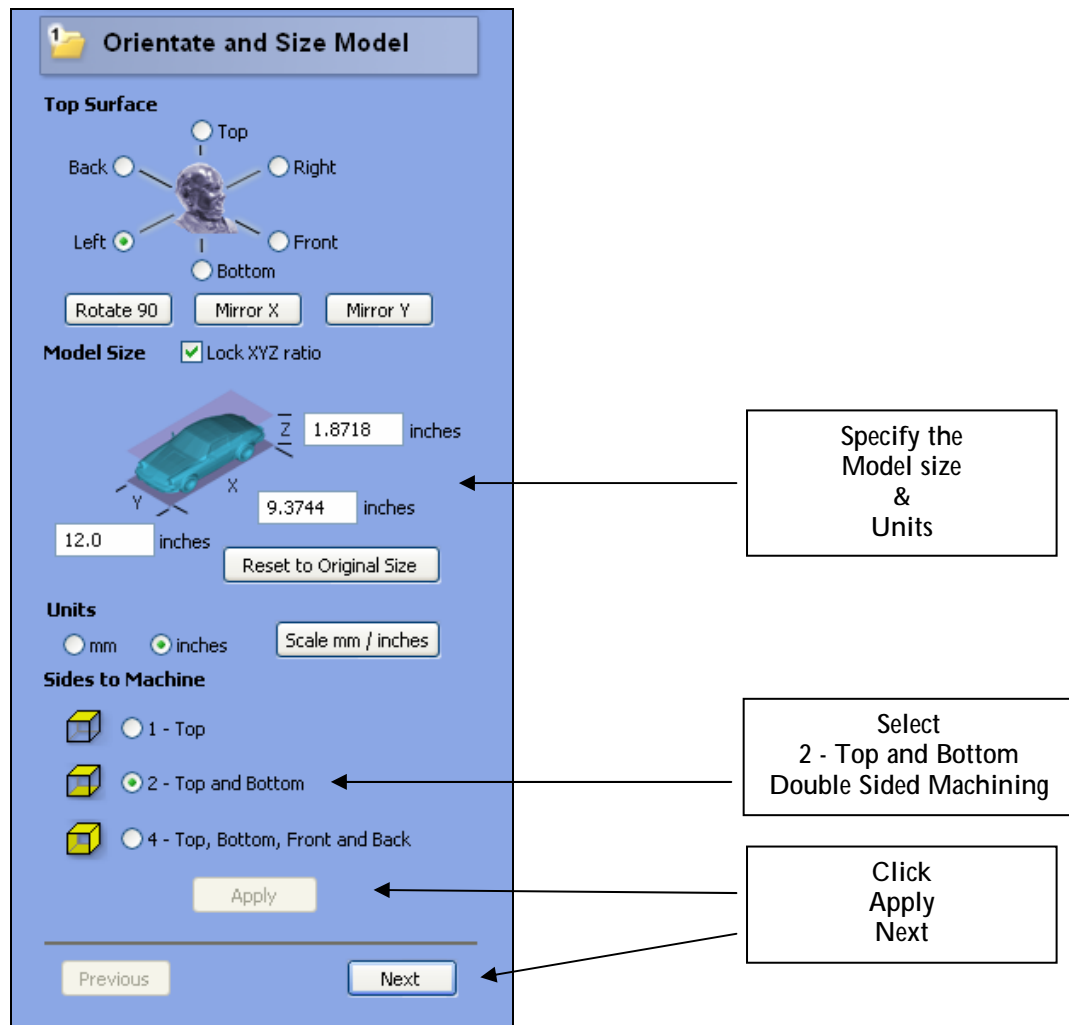 1
Orientate and Size Model
Top Surface
Top
Back
Right
Left
Front
Bottom
Rotate 90
Mirror X
Mirror Y
Model Size
Lock XYZ ratio
Z
1.8718
inches
X
Y
9.3744
inches
12.0
inches
Reset to Original Size
Units
mm
inches
Scale mm / inches
Sides to Machine
1 - Top
2 - Top and Bottom
4 - Top, Bottom, Front and Back
Apply
Previous
Next
Specify the
Model size
&
Units
Select
2 - Top and Bottom
Double Sided Machining
Click
Apply
Next